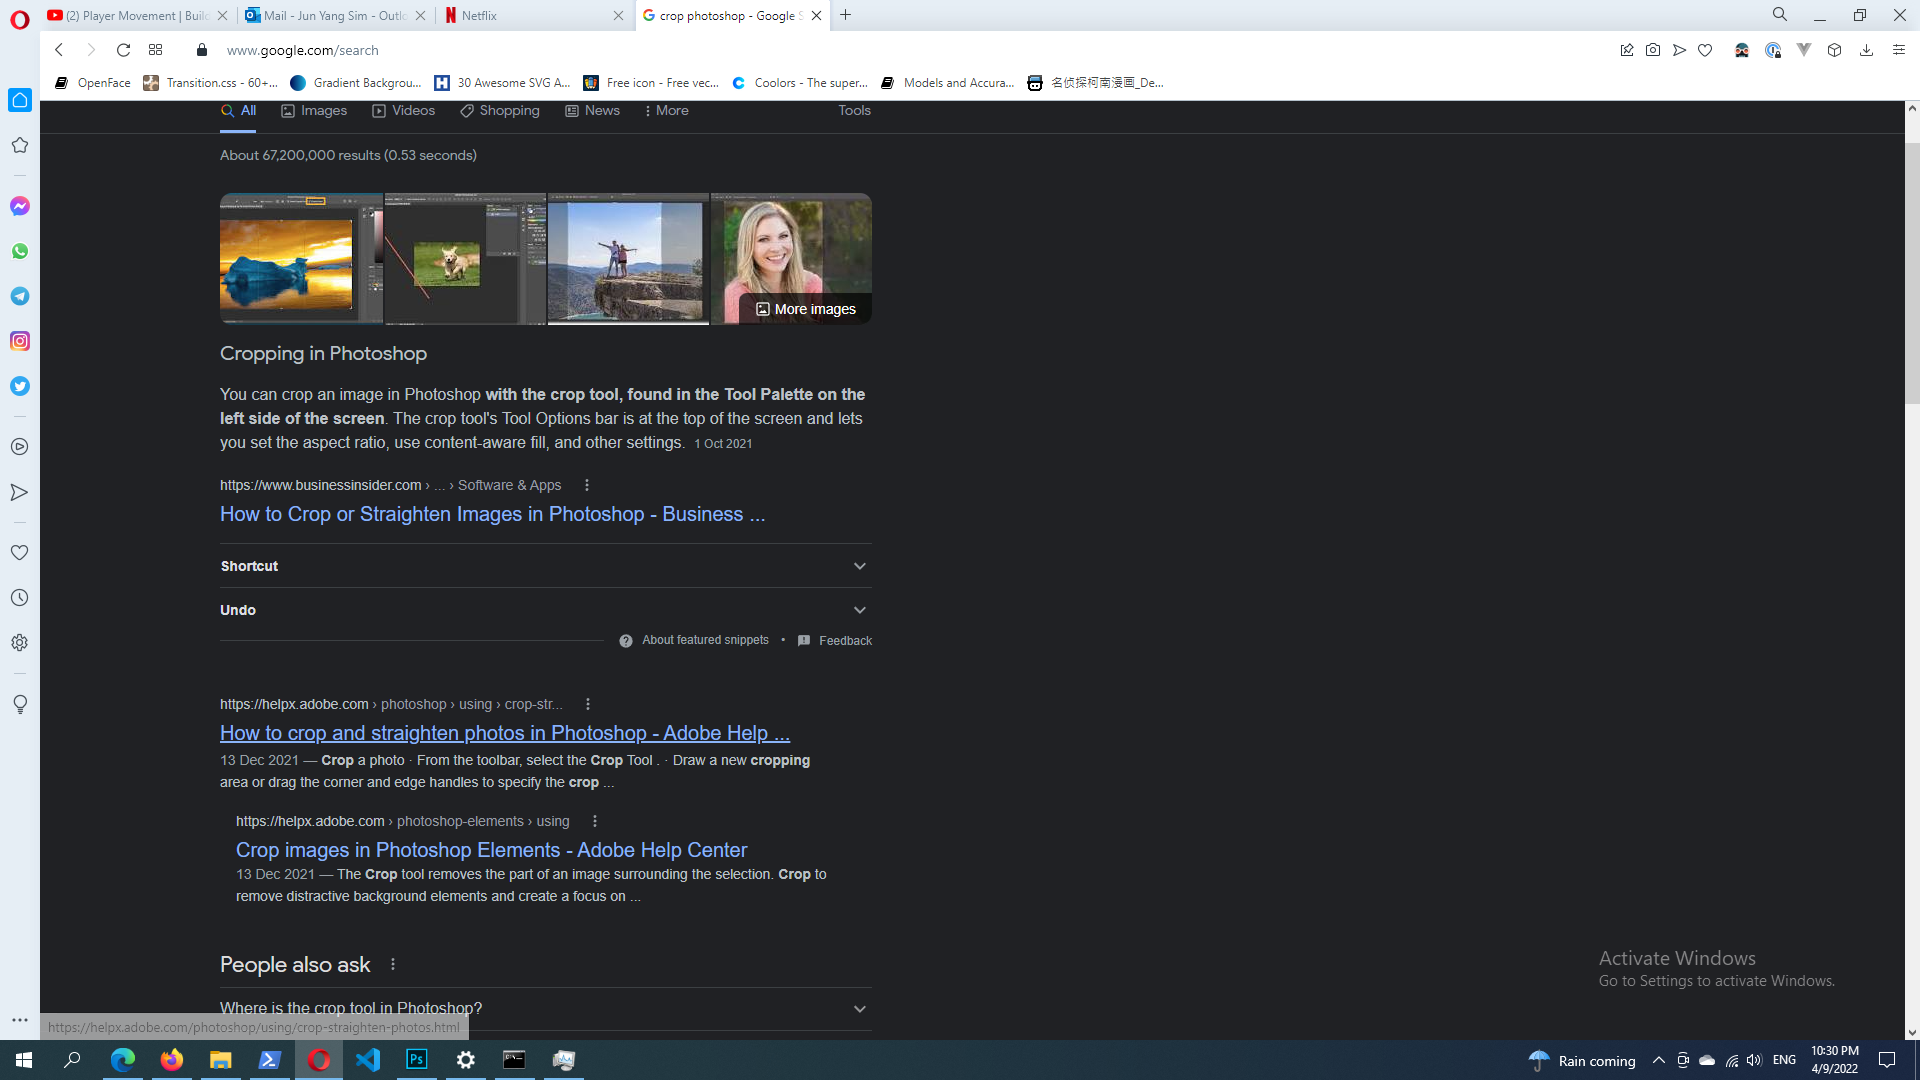 (2) Player Movement | Build
Mail - Jun Yang Sim - Outlo
Netflix
crop photoshop - Google S
www.google.com/search
OpenFace
Transition.css - 60+...
Gradient Backgrou...
30 Awesome SVG A...
Free icon - Free vec...
Coolors - The super...
Models and Accura...
名侦探柯南漫画_De...
All
Images
Videos
Shopping
News
More
Tools
About 67,200,000 results (0.53 seconds)
More images
Cropping in Photoshop
You can crop an image in Photoshop with the crop tool, found in the Tool Palette on the
left side of the screen. The crop tool's Tool Options bar is at the top of the screen and lets
you set the aspect ratio, use content-aware fill, and other settings. 1 Oct 2021
https://www.businessinsider.com › ... › Software & Apps
How to Crop or Straighten Images in Photoshop - Business ...
Shortcut
Undo
About featured snippets • Feedback
https://helpx.adobe.com › photoshop › using › crop-str...
How to crop and straighten photos in Photoshop - Adobe Help ...
13 Dec 2021 — Crop a photo · From the toolbar, select the Crop Tool . · Draw a new cropping
area or drag the corner and edge handles to specify the crop ...
https://helpx.adobe.com › photoshop-elements › using
Crop images in Photoshop Elements - Adobe Help Center
13 Dec 2021 — The Crop tool removes the part of an image surrounding the selection. Crop to
remove distractive background elements and create a focus on ...
People also ask
Where is the crop tool in Photoshop?
https://helpx.adobe.com/photoshop/using/crop-straighten-photos.html
Activate Windows
Go to Settings to activate Windows.
Ps
Rain coming
ENG
10:30 PM
4/9/2022